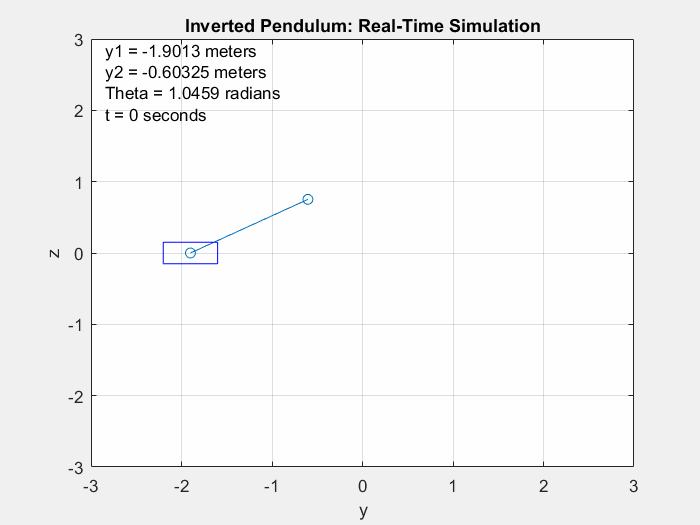 Inverted Pendulum: Real-Time Simulation
y1 = -1.9013 meters
y2 = -0.60325 meters
Theta = 1.0459 radians
t = 0 seconds
3
2
1
0
-1
-2
-3
z
-3 -2 -1 0 1 2 3
y